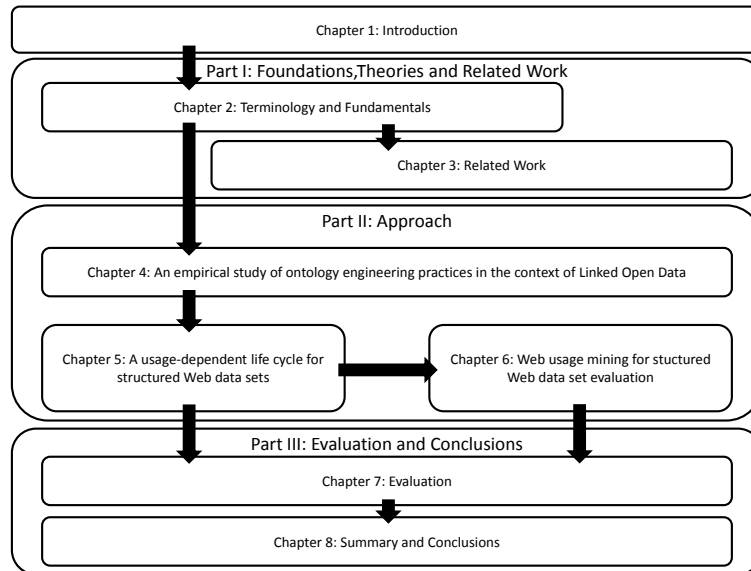 Chapter 1: Introduction
Part I: Foundations,Theories and Related Work
Chapter 2: Terminology and Fundamentals
Chapter 3: Related Work
Part II: Approach
Chapter 4: An empirical study of ontology engineering practices in the context of Linked Open Data
Chapter 5: A usage-dependent life cycle for
structured Web data sets
Chapter 6: Web usage mining for stuctured
Web data set evaluation
Part III: Evaluation and Conclusions
Chapter 7: Evaluation
Chapter 8: Summary and Conclusions